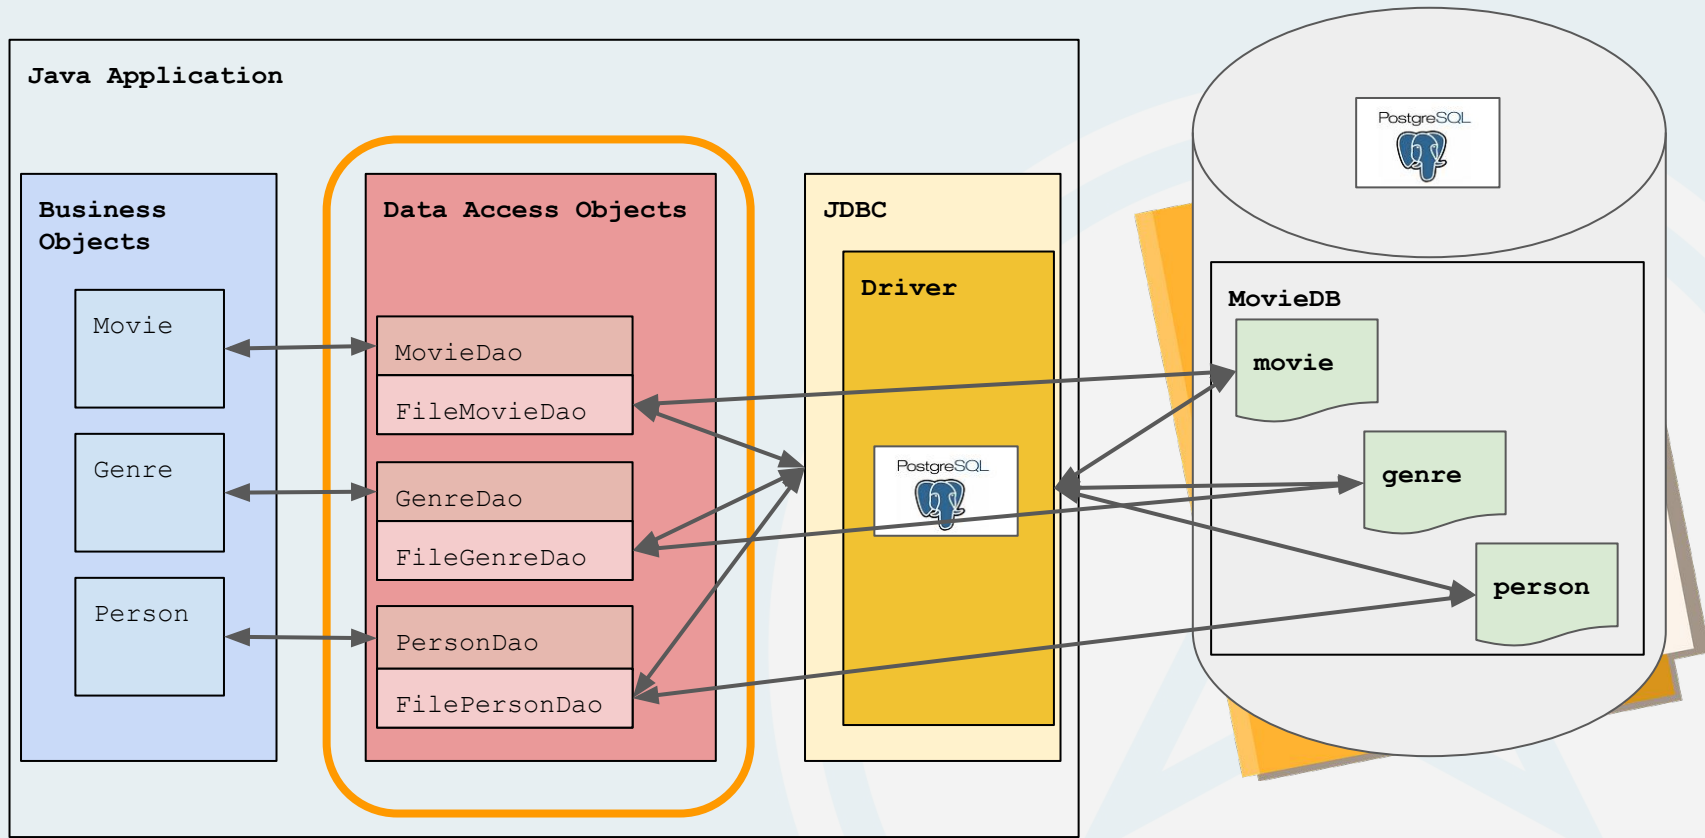 Java Application
Business
Objects
Movie
Genre
Person
Data Access Objects
MovieDao
FileMovieDao
GenreDao
FileGenreDao
PersonDao
FilePersonDao
JDBC
Driver
PostgreSQL
PostgreSQL
MovieDB
movie
genre
person